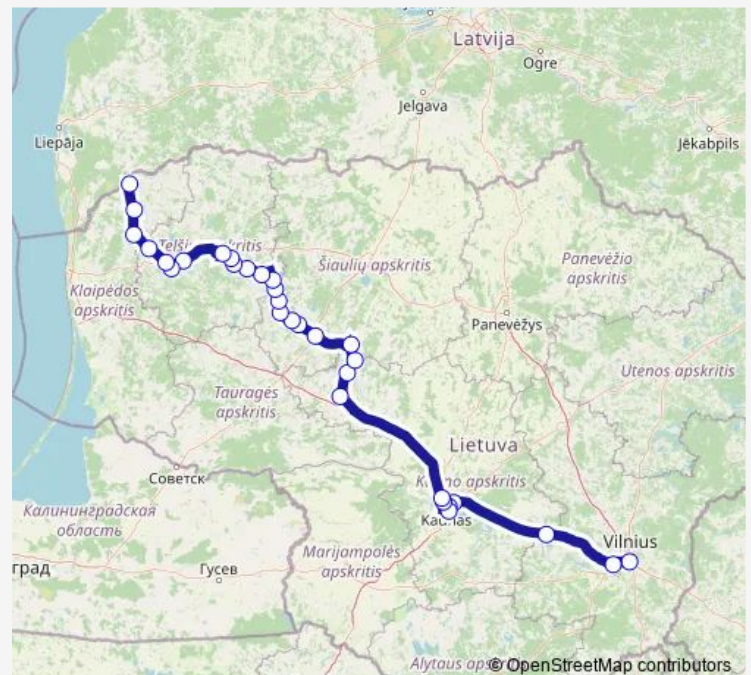 Latvija
Ogre
Jelgava
Liepāja
Jēkabpils
Šiaulių apskritis
Panevėžio
apskritis
Klaipėdos
apskritis
Panevėžys
Utenos apskritis
Tauragės
apskritis
Lietuva
Советск
Калининградская
область
Kaunas
Vilnius
Marijampolės
apskritis
град
Гусев
© OpenStreetMap contributors